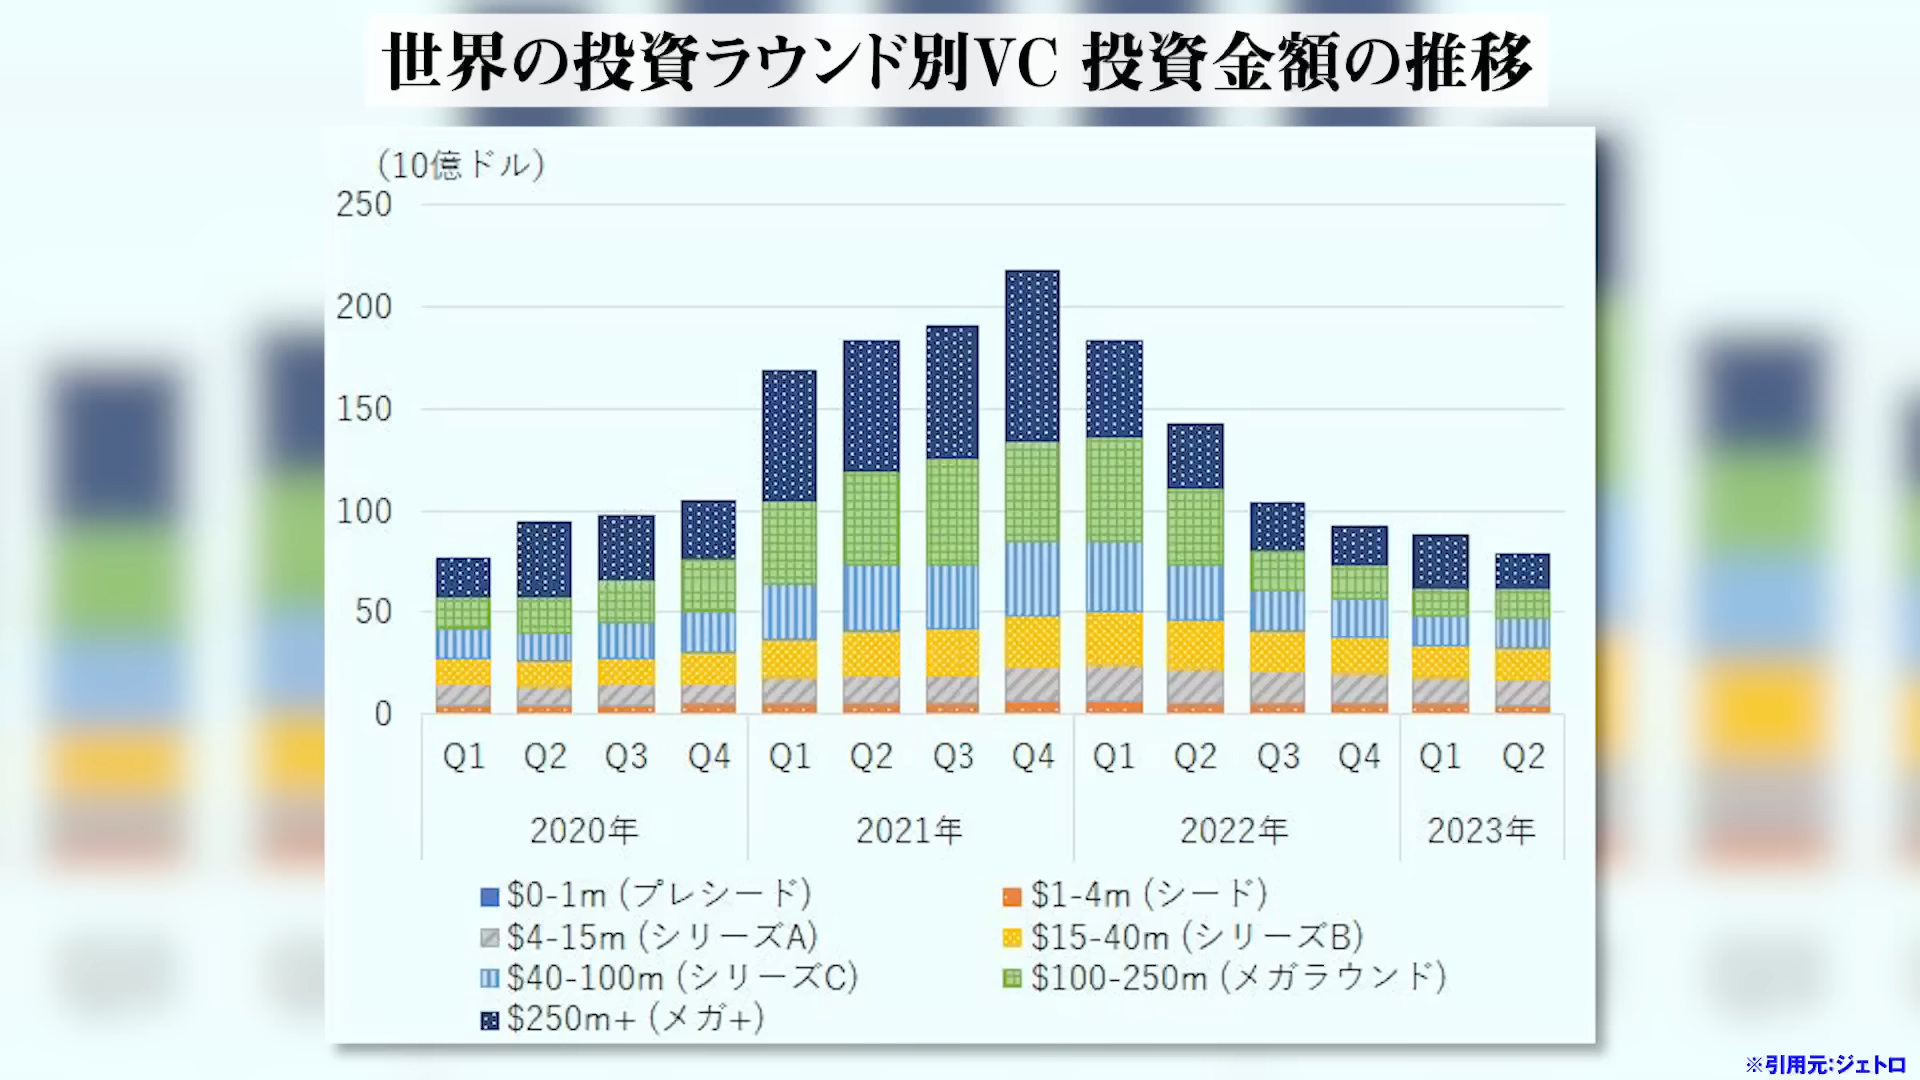 世界の投資ラウンド別VC 投資金額の推移
(10億ドル)
250
200
150
100
50
0
Q1 Q2 Q3 Q4 Q1 Q2 Q3 Q4 Q1 Q2 Q3 Q4 Q1 Q2
2020年 2021年 2022年 2023年
$0-1m (プレシード) $1-4m (シード)
$4-15m (シリーズA) $15-40m (シリーズB)
$40-100m (シリーズC) $100-250m (メガラウンド)
$250m+ (メガ+)
※引用元:ジェトロ